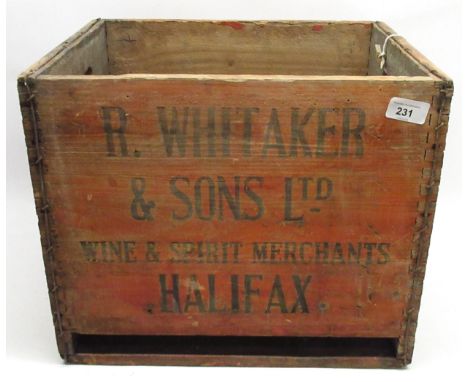 R. WHITAKER
& SONS LTD
WINE & SPIRIT MERCHANTS
HALIFAX
231